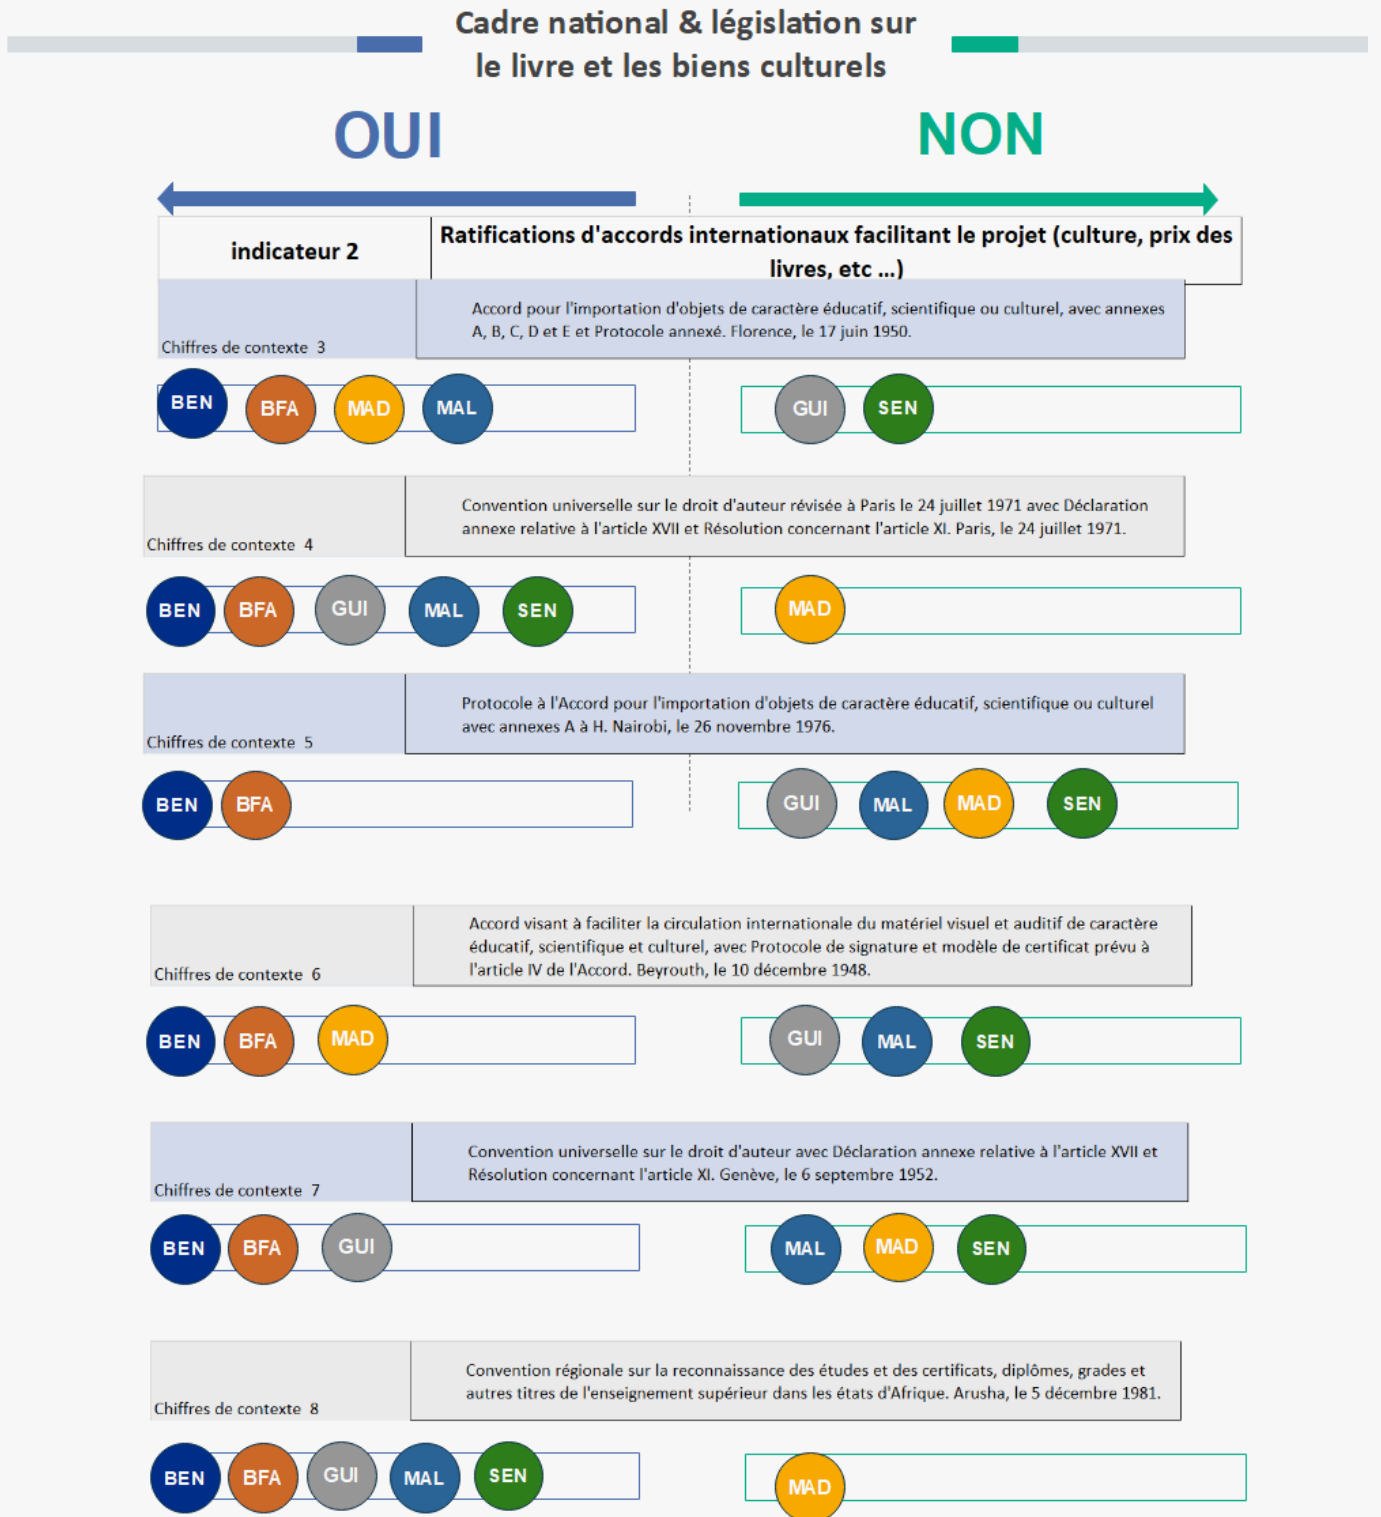 Cadre national & législation sur
le livre et les biens culturels
OUI
NON
indicateur 2
Ratifications d'accords internationaux facilitant le projet (culture, prix des
livres, etc ...)
Chiffres de contexte 3
Accord pour l'importation d'objets de caractère éducatif, scientifique ou culturel, avec annexes
A, B, C, D et E et Protocole annexé. Florence, le 17 juin 1950.
BEN BFA MAD MAL GUI SEN
Chiffres de contexte 4
Convention universelle sur le droit d'auteur révisée à Paris le 24 juillet 1971 avec Déclaration
annexe relative à l'article XVII et Résolution concernant l'article XI. Paris, le 24 juillet 1971.
BEN BFA GUI MAL SEN MAD
Chiffres de contexte 5
Protocole à l'Accord pour l'importation d'objets de caractère éducatif, scientifique ou culturel
avec annexes A à H. Nairobi, le 26 novembre 1976.
BEN BFA GUI MAL MAD SEN
Chiffres de contexte 6
Accord visant à faciliter la circulation internationale du matériel visuel et auditif de caractère
éducatif, scientifique et culturel, avec Protocole de signature et modèle de certificat prévu à
l'article IV de l'Accord. Beyrouth, le 10 décembre 1948.
BEN BFA MAD GUI MAL SEN
Chiffres de contexte 7
Convention universelle sur le droit d'auteur avec Déclaration annexe relative à l'article XVII et
Résolution concernant l'article XI. Genève, le 6 septembre 1952.
BEN BFA GUI MAL MAD SEN
Chiffres de contexte 8
Convention régionale sur la reconnaissance des études et des certificats, diplômes, grades et
autres titres de l'enseignement supérieur dans les états d'Afrique. Arusha, le 5 décembre 1981.
BEN BFA GUI MAL SEN MAD